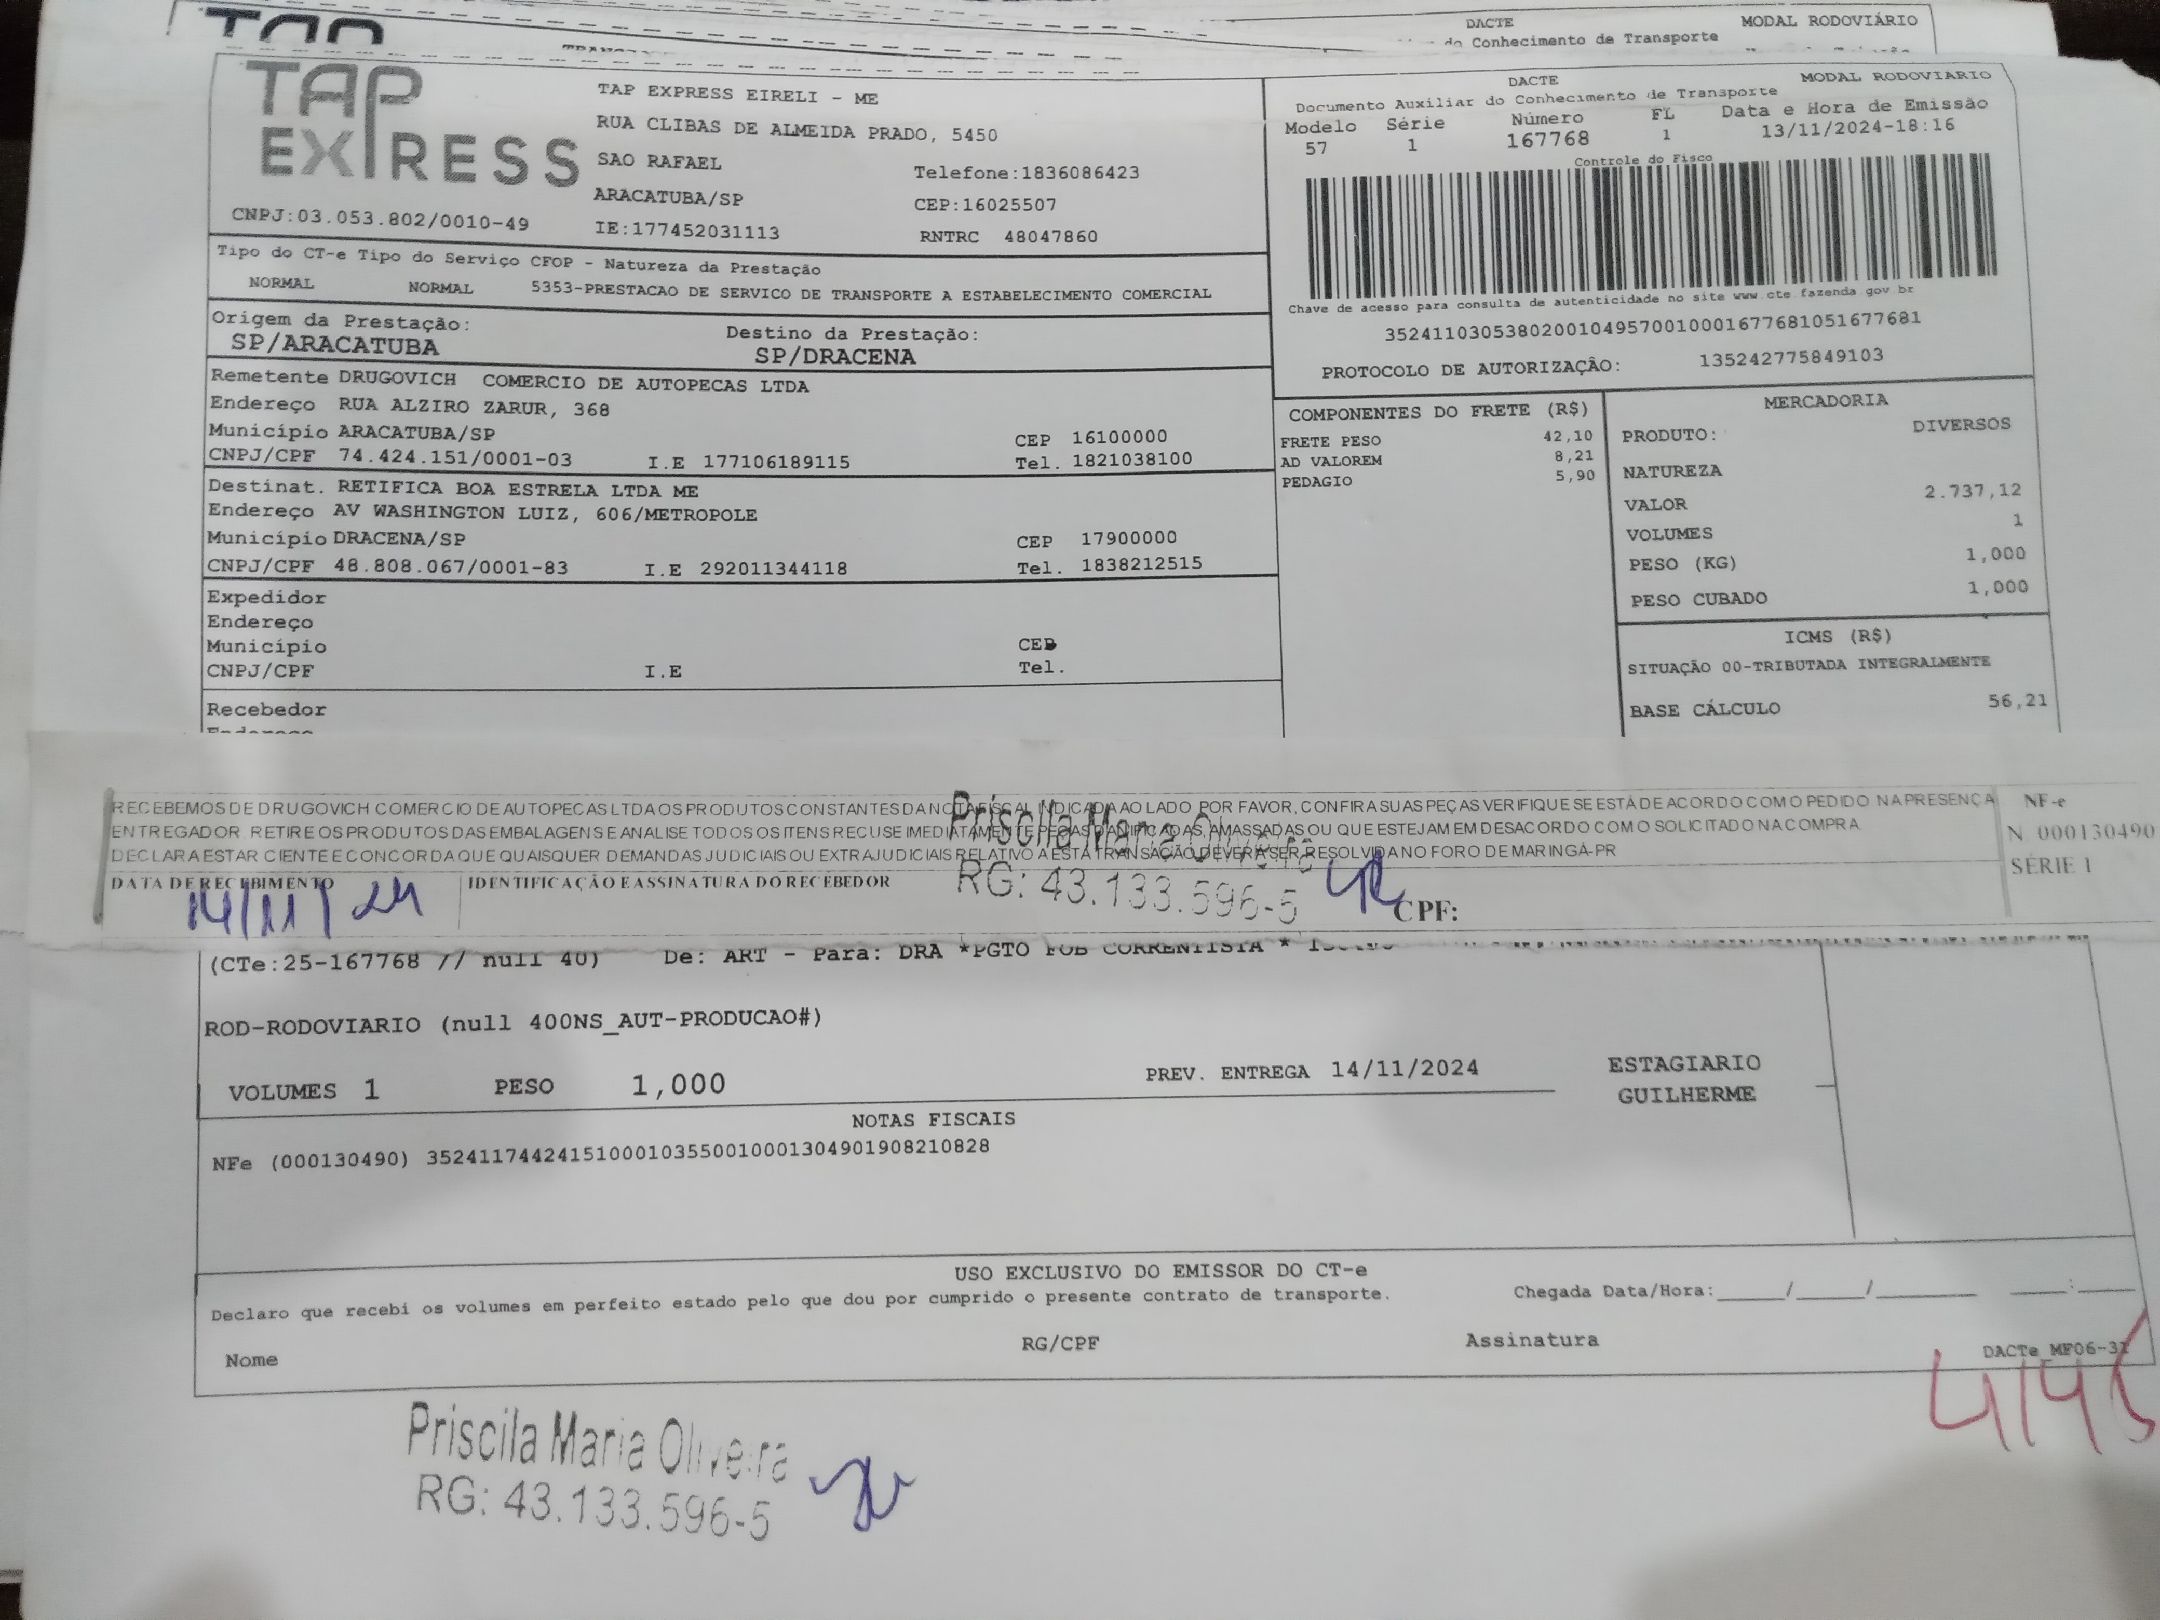 DACTE MODAL RODOVIÁRIO
do Conhecimento de Transporte
TAP EXPRESS
TAP EXPRESS EIRELI - ME
RUA CLIBAS DE ALMEIDA PRADO, 5450
SAO RAFAEL Telefone:1836086423
ARACATUBA/SP CEP:16025507
CNPJ:03.053.802/0010-49 IE:177452031113 RNTRC 48047860
DACTE MODAL RODOVIARIO
Documento Auxiliar do Conhecimento de Transporte
Modelo Série Número FL Data e Hora de Emissão
57 1 167768 1 13/11/2024-18:16
Controle do Fisco
Chave de acesso para consulta de autenticidade no site www.cte.fazenda.gov.br
35241103053802001049570010001677681051677681
PROTOCOLO DE AUTORIZAÇÂO: 135242775849103
Tipo do CT-e Tipo do Serviço CFOP - Natureza da Prestação
NORMAL NORMAL 5353-PRESTACAO DE SERVICO DE TRANSPORTE A ESTABELECIMENTO COMERCIAL
Origem da Prestação: Destino da Prestação:
SP/ARACATUBA SP/DRACENA
Remetente DRUGOVICH COMERCIO DE AUTOPECAS LTDA
Endereço RUA ALZIRO ZARUR, 368
Município ARACATUBA/SP CEP 16100000
CNPJ/CPF 74.424.151/0001-03 I.E 177106189115 Tel. 1821038100
Destinat. RETIFICA BOA ESTRELA LTDA ME
Endereço AV WASHINGTON LUIZ, 606/METROPOLE
Município DRACENA/SP CEP 17900000
CNPJ/CPF 48.808.067/0001-83 I.E 292011344118 Tel. 1838212515
Expedidor
Endereço
Município CEP
CNPJ/CPF I.E Tel.
Recebedor
COMPONENTES DO FRETE (R$)
FRETE PESO 42,10
AD VALOREM 8,21
PEDAGIO 5,90
MERCADORIA
PRODUTO: DIVERSOS
NATUREZA
VALOR 2.737,12
VOLUMES 1
PESO (KG) 1,000
PESO CUBADO 1,000
ICMS (R$)
SITUAÇÃO 00-TRIBUTADA INTEGRALMENTE
BASE CÁLCULO 56,21
RECEBEMOS DE DRUGOVICH COMERCIO DE AUTOPECAS LTDA OS PRODUTOS CONSTANTES DA NOTA FISCAL INDICADA AO LADO. POR FAVOR, CONFIRA SUAS PEÇAS VERIFIQUE SE ESTÁ DE ACORDO COM O PEDIDO NA PRESENÇA
ENTREGADOR. RETIRE OS PRODUTOS DAS EMBALAGENS E ANALISE TODOS OS ITENS RECUSE IMEDIATAMENTE PEÇAS DANIFICADAS, AMASSADAS OU QUE ESTEJAM EM DESACORDO COM O SOLICITADO NA COMPRA.
DECLARA ESTAR CIENTE E CONCORDA QUE QUAISQUER DEMANDAS JUDICIAIS OU EXTRAJUDICIAIS RELATIVO A ESTA TRANSAÇÃO DEVERÁ SER RESOLVIDA NO FORO DE MARINGÁ-PR
NF-e
N 000130490
SÉRIE 1
DATA DE RECEBIMENTO IDENTIFICAÇÃO E ASSINATURA DO RECEBEDOR
14/11/24
Priscila Maria Oliveira
RG: 43.133.596-5
CPF:
(CTe:25-167768 // null 40) De: ART - Para: DRA *PGTO FOB CORRENTISTA *
ROD-RODOVIARIO (null 400NS_AUT-PRODUCAO#)
VOLUMES 1 PESO 1,000 PREV. ENTREGA 14/11/2024 ESTAGIARIO
GUILHERME
NOTAS FISCAIS
NFe (000130490) 35241174424151000103550010001304901908210828
USO EXCLUSIVO DO EMISSOR DO CT-e
Declaro que recebi os volumes em perfeito estado pelo que dou por cumprido o presente contrato de transporte. Chegada Data/Hora:_____/_____/_______ ____:____
Nome RG/CPF Assinatura
DACTe MF06-31
Priscila Maria Oliveira
RG: 43.133.596-5